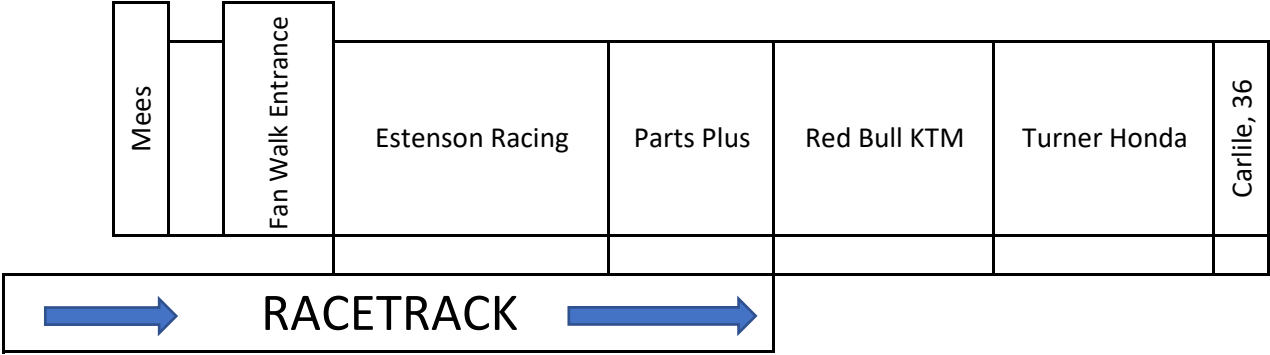 Mees
Fan Walk Entrance
Estenson Racing
Parts Plus
Red Bull KTM
Turner Honda
Carlile, 36
RACETRACK